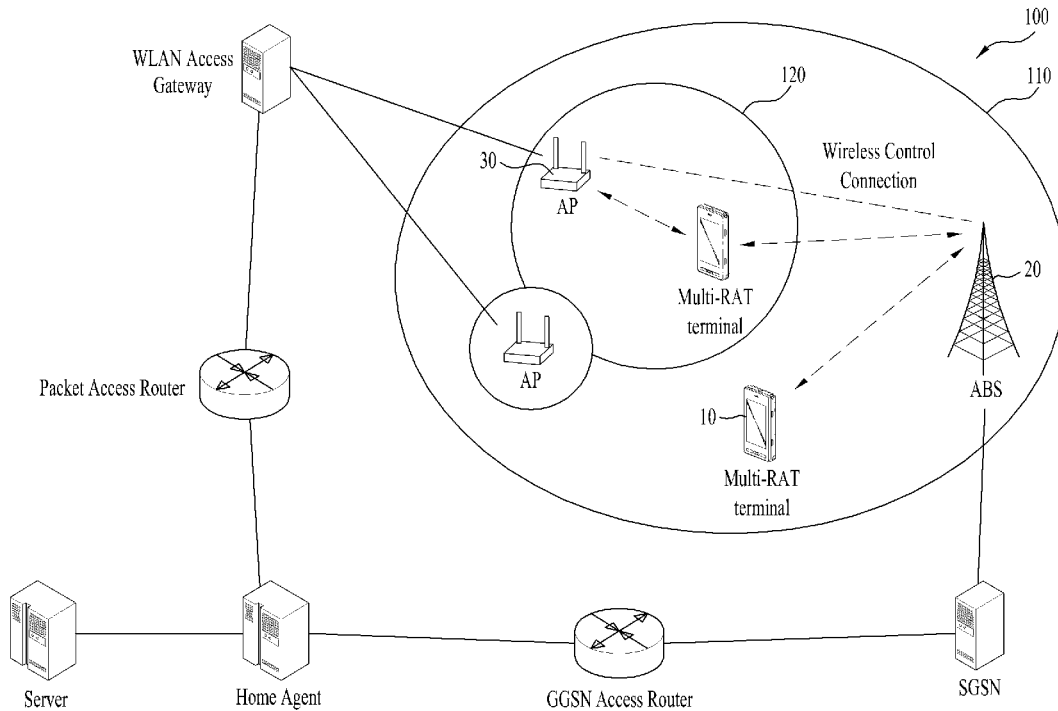 100
WLAN Access
Gateway
110
120
Wireless Control
Connection
30
AP
20
Multi-RAT
terminal
AP
Packet Access Router
ABS
10
Multi-RAT
terminal
Server
Home Agent
GGSN Access Router
SGSN